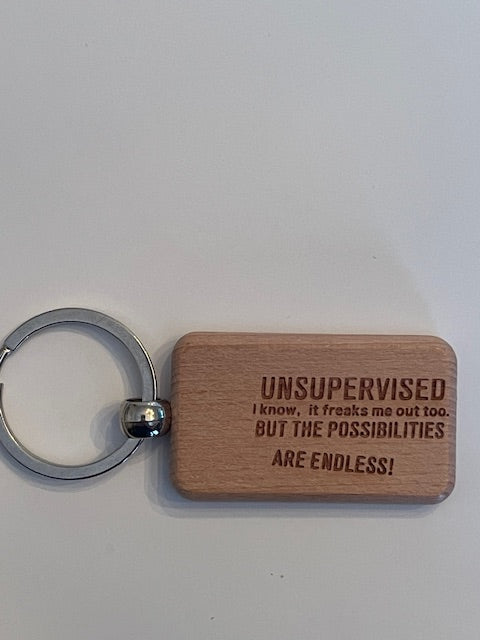 UNSUPERVISED
I know, it freaks me out too.
BUT THE POSSIBILITIES
ARE ENDLESS!